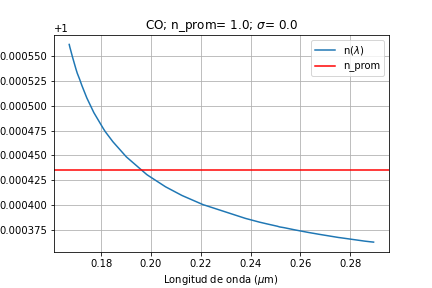 CO; n_prom= 1.0; σ= 0.0
+1
n(λ)
n_prom
0.000550
0.000525
0.000500
0.000475
0.000450
0.000425
0.000400
0.000375
0.18 0.20 0.22 0.24 0.26 0.28
Longitud de onda (μm)